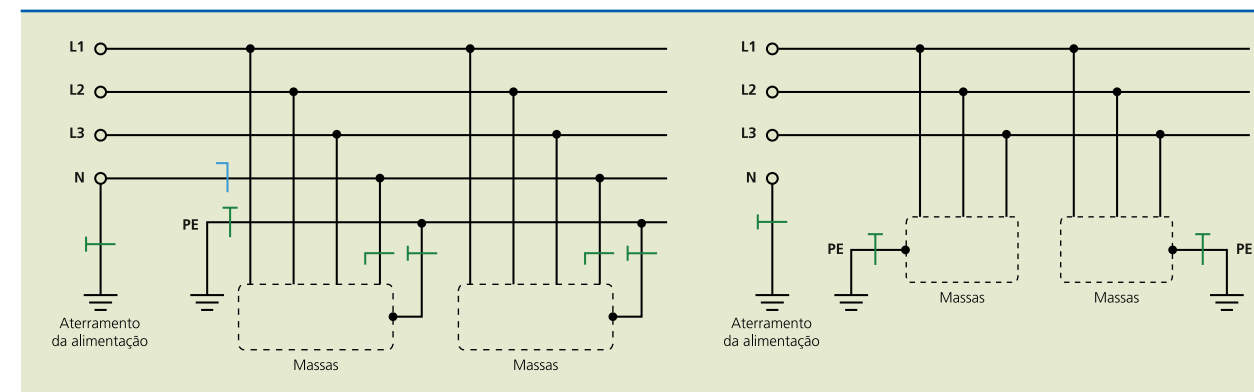 L1
L2
L3
N
PE
Aterramento
da alimentação
Massas
Massas
L1
L2
L3
N
PE
PE
Massas
Massas
Aterramento
da alimentação